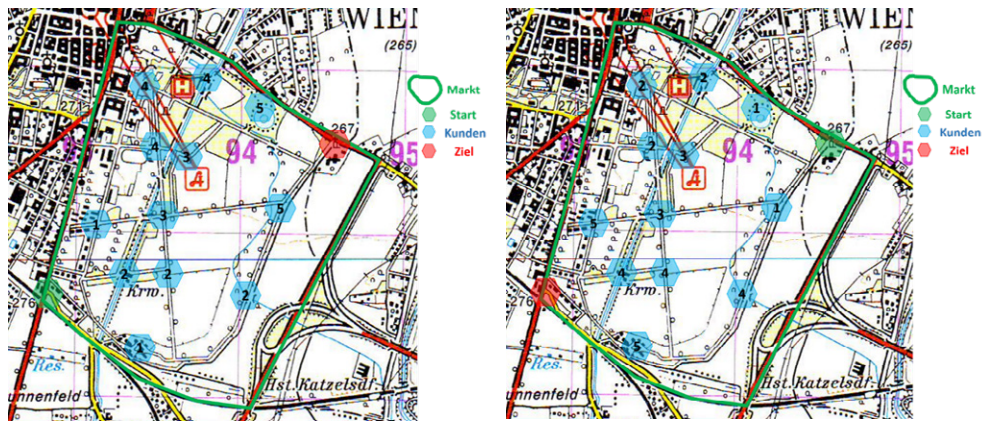 WIEN
(265)
H
4
4
271
5
Markt
Start
Kunden
Ziel
267
4
3
94
95
A
3
5
1
2
2
2
276
Krw.
Res.
Hst. Katzelsdf.
unnenfeld
WIEN
(265)
2
H
2
271
1
Markt
Start
Kunden
Ziel
267
2
3
94
95
A
3
1
5
4
4
4
276
Krw.
5
Res.
Hst. Katzelsdf.
unnenfeld